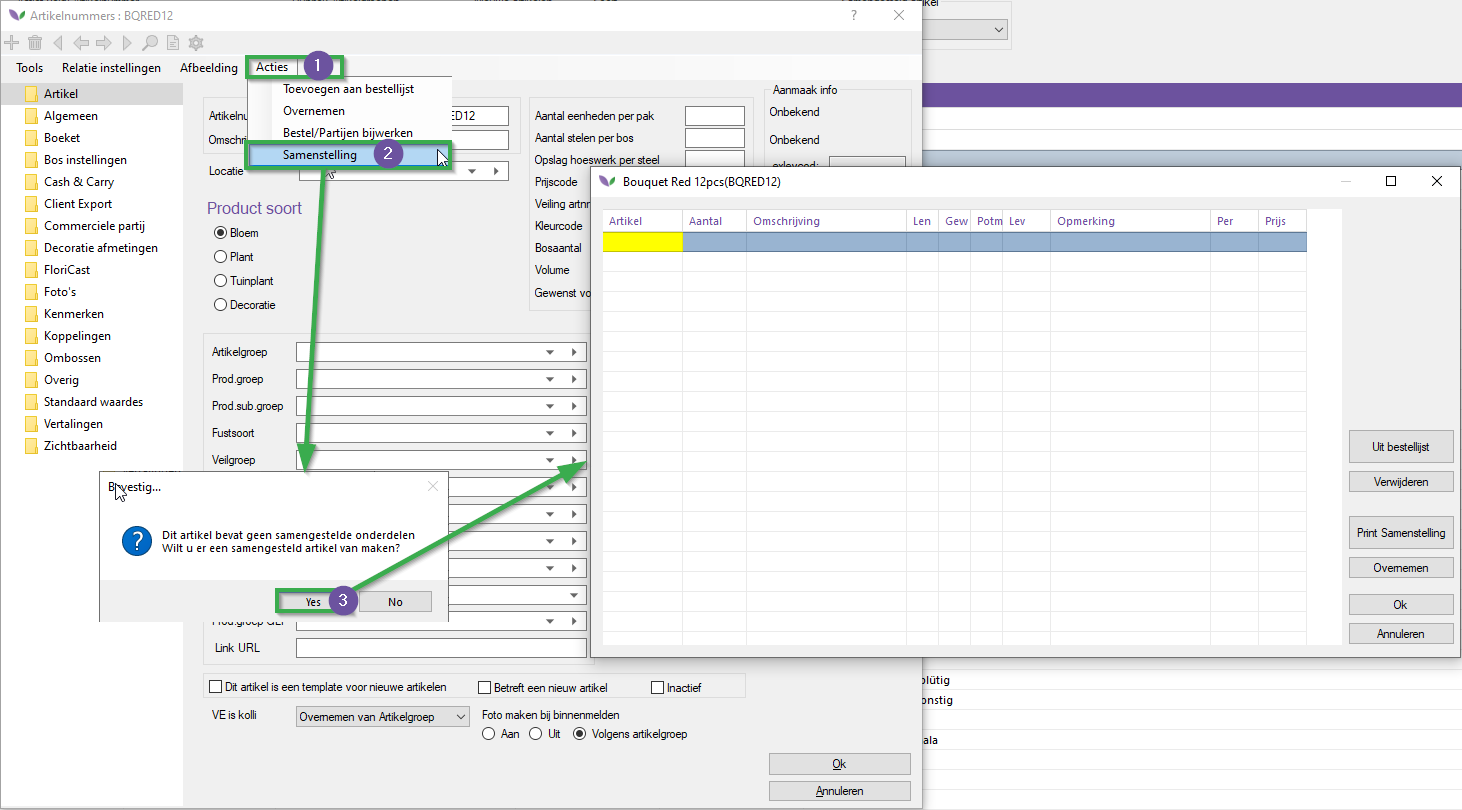 Artikelnummers : BQRED12
?
Tools
Relatie instellingen
Afbeelding
Acties
1
Toevoegen aan bestellijst
Overnemen
Bestel/Partijen bijwerken
Samenstelling
2
Artikel
Algemeen
Boeket
Bos instellingen
Cash & Carry
Client Export
Commerciele partij
Decoratie afmetingen
FloriCast
Foto's
Kenmerken
Koppelingen
Ombossen
Overig
Standaard waardes
Vertalingen
Zichtbaarheid
Locatie
Product soort
Bloem
Plant
Tuinplant
Decoratie
Aantal eenheden per pak
Aantal stelen per bos
Opslag hoeswerk per steel
Prijscode
Veiling artnr
Kleurcode
Bosaantal
Volume
Gewenst vo
Aanmaak info
Onbekend
Onbekend
Artikelgroep
Prod.groep
Prod.sub.groep
Fustsoort
Veilgroep
Link URL
Bevestig...
?
Dit artikel bevat geen samengestelde onderdelen
Wilt u er een samengesteld artikel van maken?
Yes
3
No
Bouquet Red 12pcs(BQRED12)
Artikel Aantal Omschrijving Len Gew Potm Lev Opmerking Per Prijs
Uit bestellijst
Verwijderen
Print Samenstelling
Overnemen
Ok
Annuleren
Dit artikel is een template voor nieuwe artikelen
Betreft een nieuw artikel
Inactief
VE is kolli
Overnemen van Artikelgroep
Foto maken bij binnenmelden
Aan
Uit
Volgens artikelgroep
Ok
Annuleren